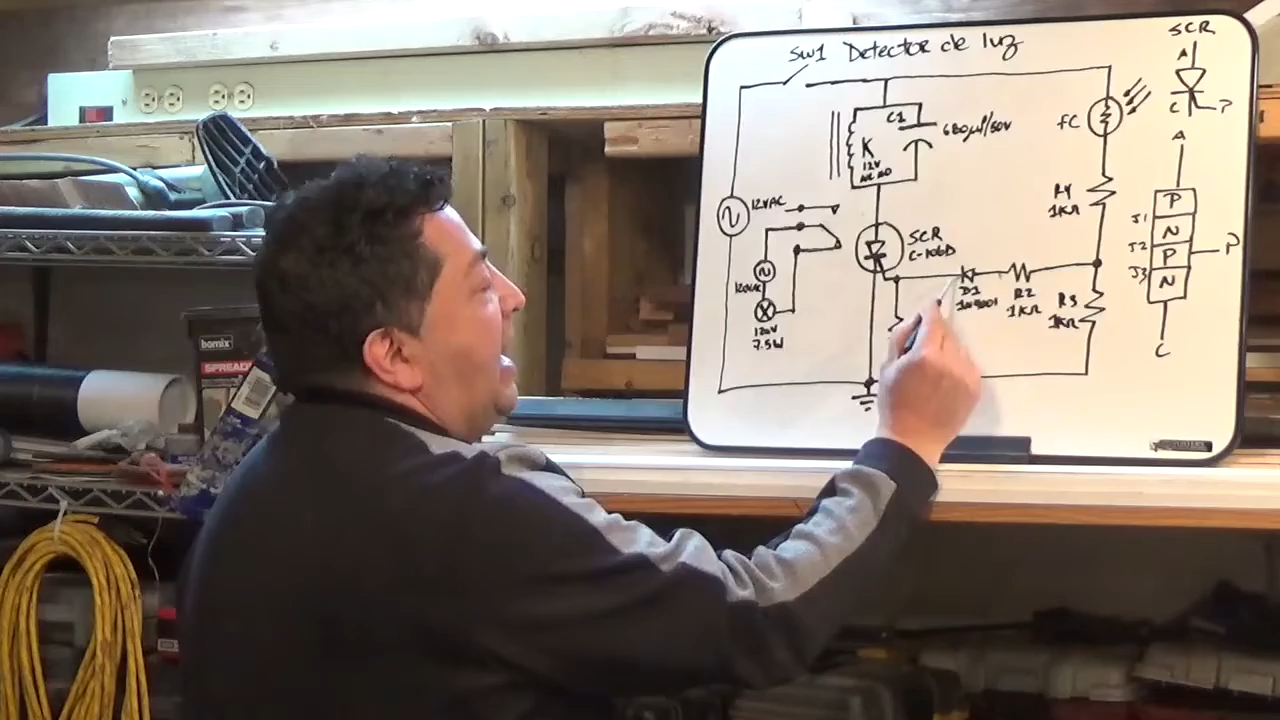 SW1 Detector de luz
12VAC
120VAC
120V
7.5W
C1
680µf/50V
K
12V
SCR
C-106D
D1
1N4001
R2
1KΩ
fC
R4
1KΩ
R3
1KΩ
SCR
A
C
P
A
P
N
P
N
J1
J2
J3
P
C
bomix
SPREAD